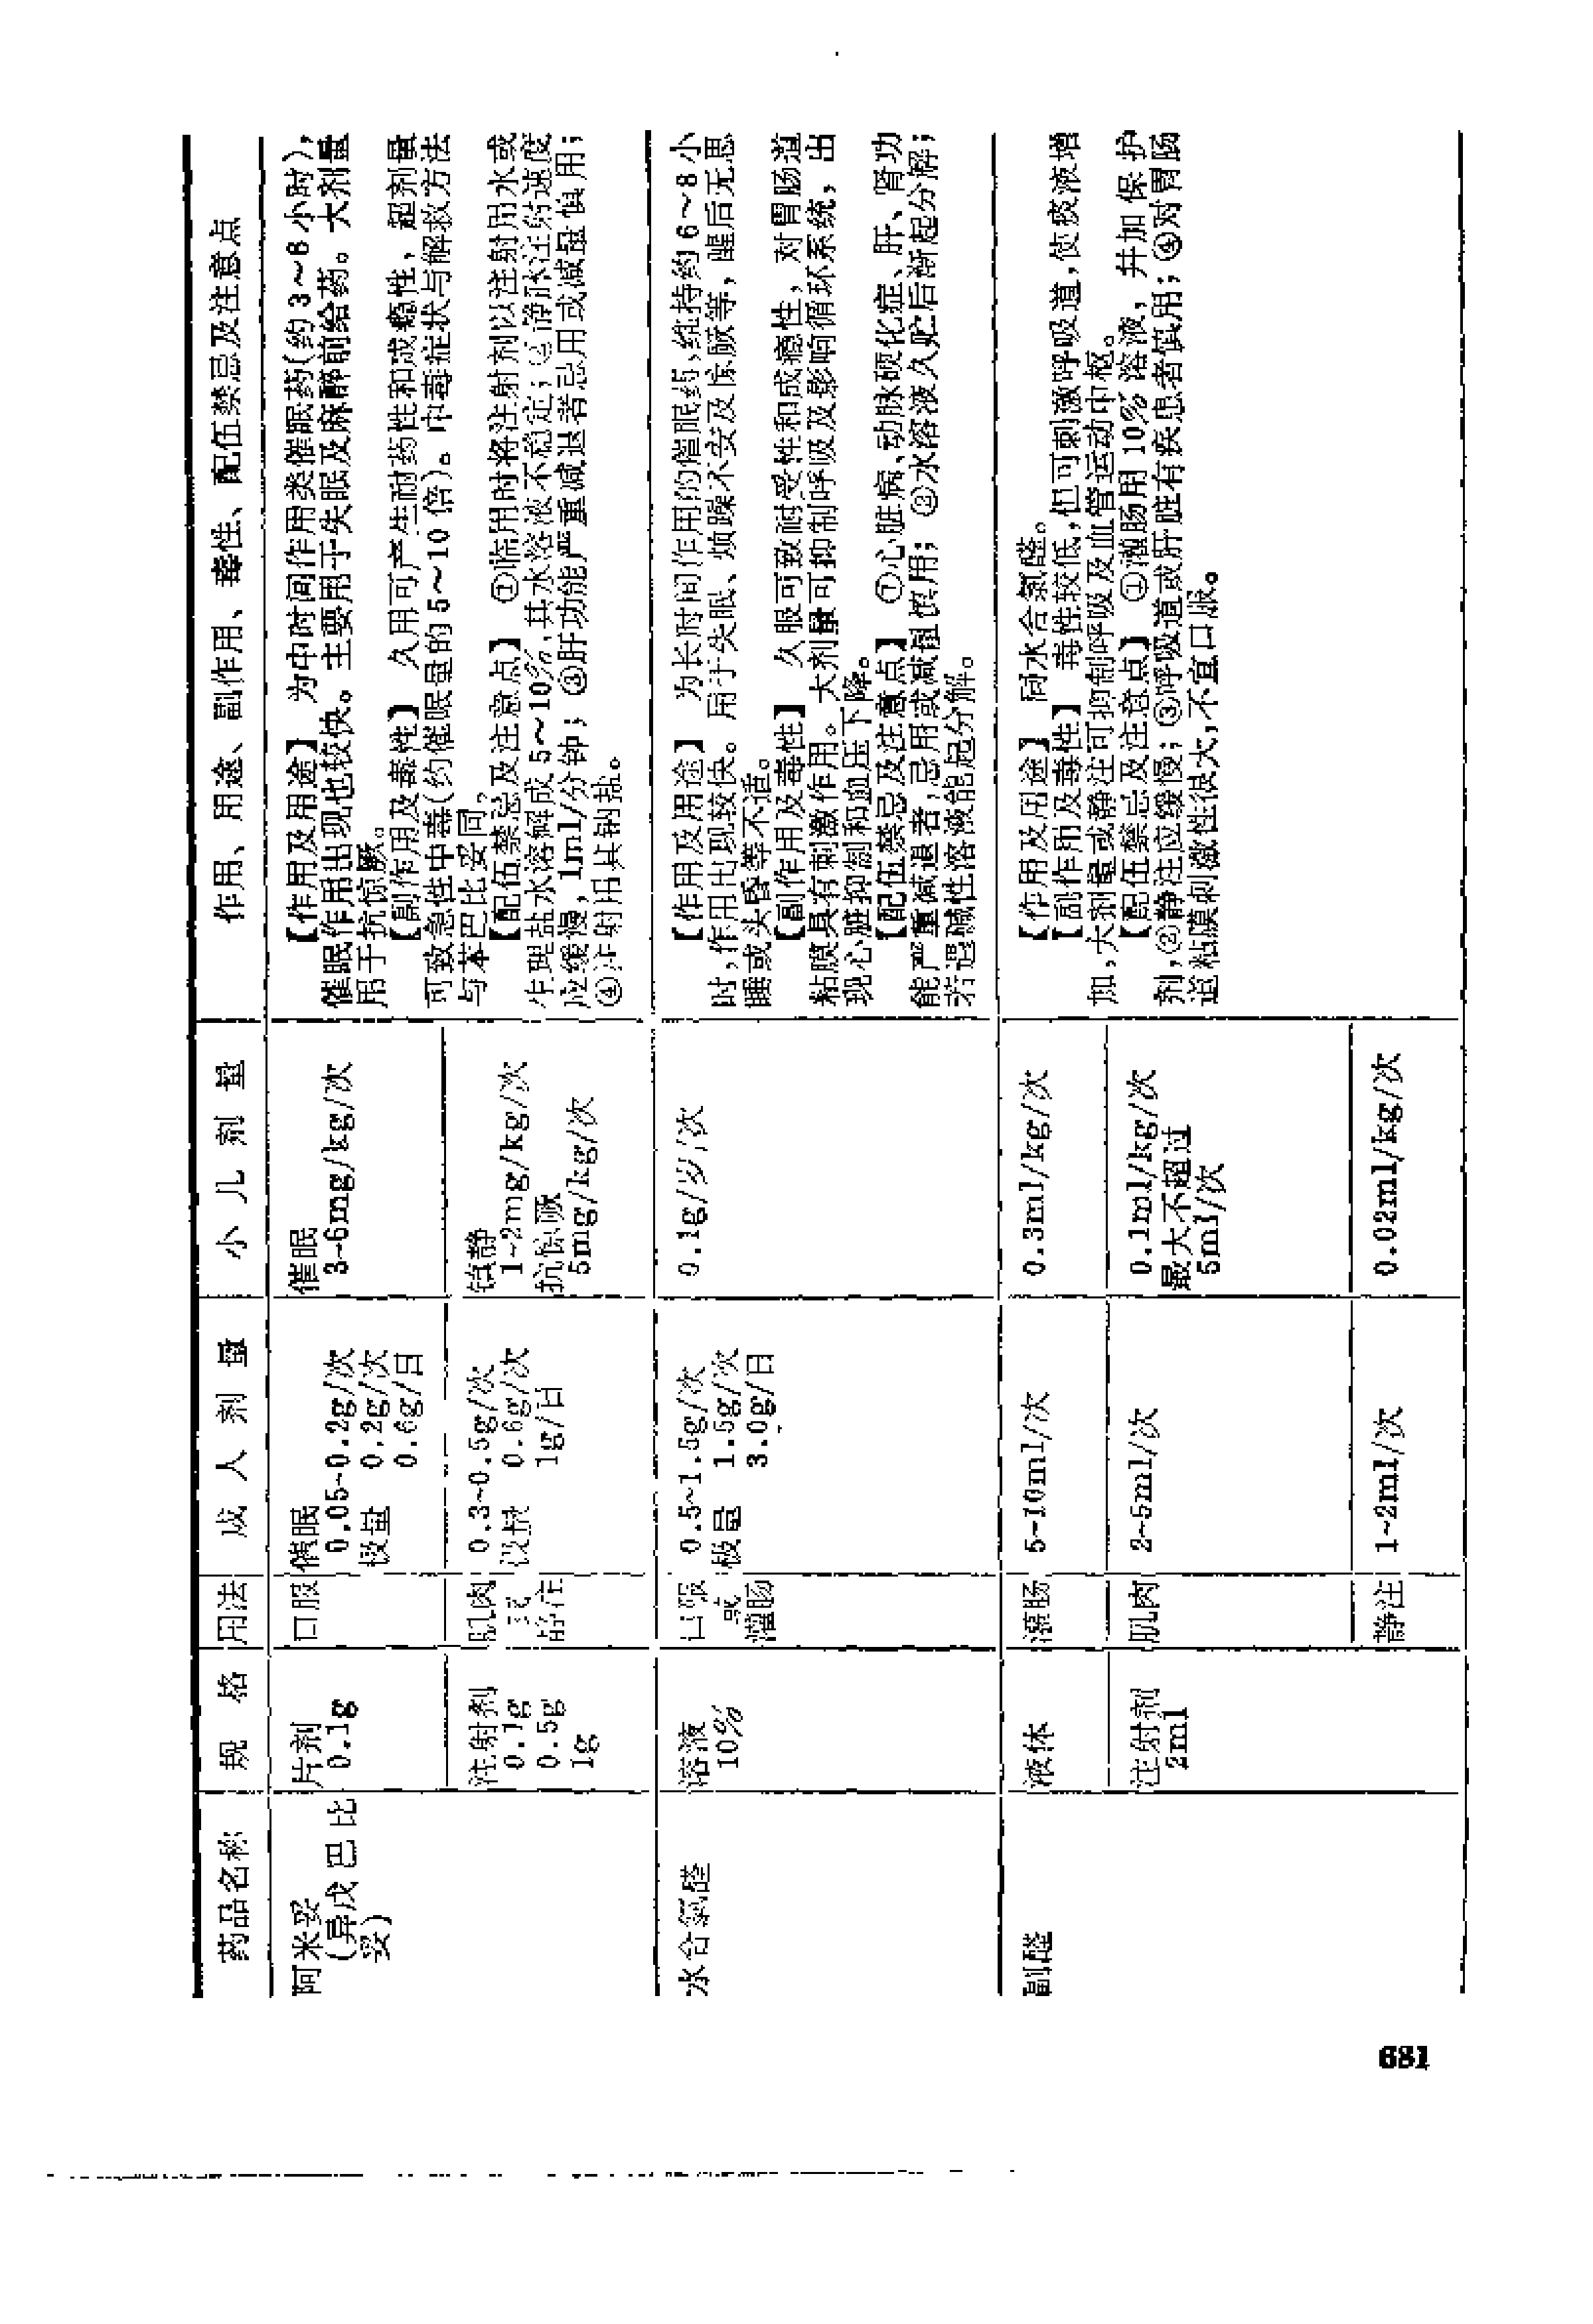 药品名称
规格
用法
成人剂量
小儿剂量
作用、用途、副作用、毒性、配伍禁忌及注意点
阿米妥
(异戊巴比
妥)
片剂
0.1g
口服
催眠
0.05~0.2g/次
极量 0.2g/次
0.6g/日
催眠
3~6mg/kg/次
注射剂
0.1g
0.5g
1g
肌肉
或
静注
0.3~0.5g/次
极量 0.6g/次
1g/日
镇静
1~2mg/kg/次
抗惊厥
5mg/kg/次
【作用及用途】 为中时间作用类催眠药(约3~6小时),
催眠作用出现也较快。主要用于失眠及麻醉前给药。大剂量
用于抗惊厥。
【副作用及毒性】 久用可产生耐药性和成瘾性,超剂量
可致急性中毒(约催眠量的5~10倍)。中毒症状与解救方法
与苯巴比妥同,
【配伍禁忌及注意点】 ①临用时将注射剂以注射用水或
生理盐水溶解成5~10%,其水溶液不稳定;②静脉注射速度
应缓慢,1ml/分钟;③肝功能严重减退者忌用或减量慎用;
④注射用其钠盐。
水合氯醛
溶液
10%
口服
或
灌肠
0.5~1.5g/次
极量 1.5g/次
3.0g/日
0.1g/岁/次
【作用及用途】 为长时间作用的催眠药,维持约6~8小
时,作用出现较快。用于失眠、烦躁不安及惊厥等,醒后无思
睡或头昏等不适。
【副作用及毒性】 久服可致耐受性和成瘾性,对胃肠道
粘膜具有刺激作用。大剂量可抑制呼吸及影响循环系统,出
现心脏抑制和血压下降。
【配伍禁忌及注意点】 ①心脏病、动脉硬化症、肝、肾功
能严重减退者,忌用或减量慎用;②水溶液久贮后渐起分解;
若遇碱性溶液能起分解。
副醛
液体
灌肠
5~10ml/次
0.3ml/kg/次
注射剂
2ml
肌肉
2~5ml/次
0.1ml/kg/次
最大不超过
5ml/次
静注
1~2ml/次
0.02ml/kg/次
【作用及用途】 同水合氯醛。
【副作用及毒性】 毒性较低,但可刺激呼吸道,使痰液增
加,大剂量或静注可抑制呼吸及血管运动中枢。
【配伍禁忌及注意点】 ①灌肠用10%溶液,并加保护
剂,②静注应缓慢;③呼吸道或肝脏有疾患者慎用;④对胃肠
道粘膜刺激性很大,不宜口服。
681